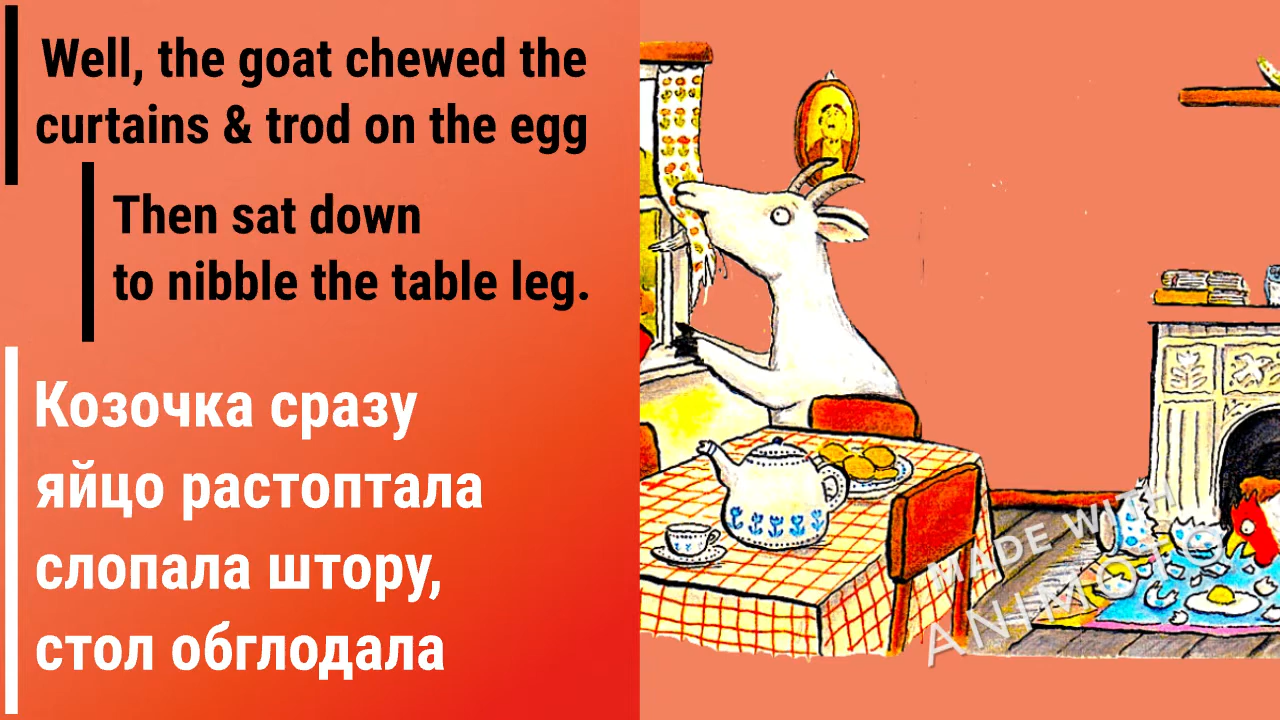 Well, the goat chewed the
curtains & trod on the egg
Then sat down
to nibble the table leg.
Козочка сразу
яйцо растоптала
слопала штору,
стол обглодала
MADE WITH
ANIMOTO